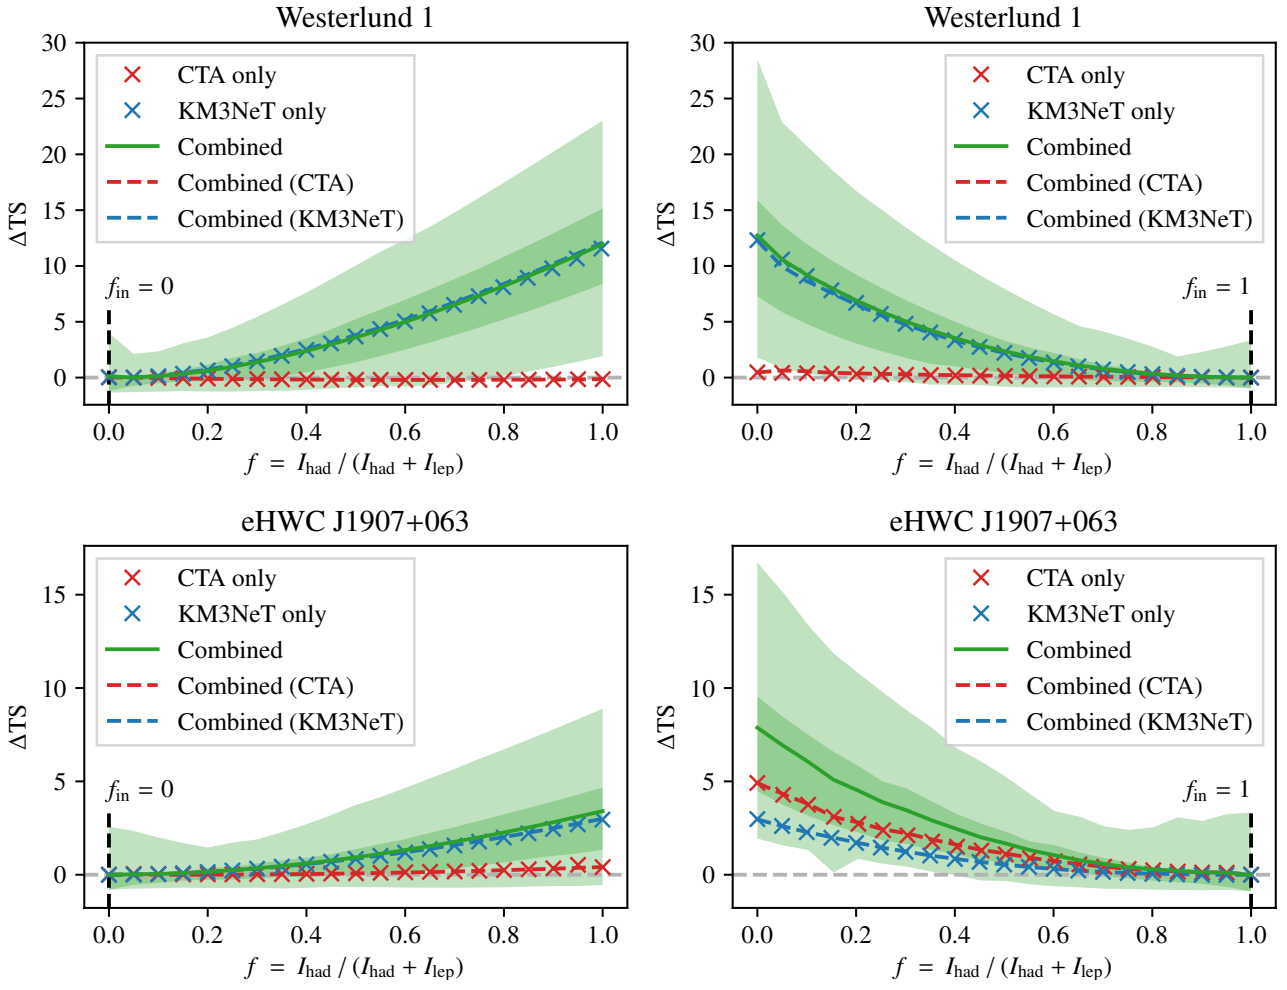 Westerlund 1
30
25
20
15
10
5
0
ΔTS
CTA only
KM3NeT only
Combined
Combined (CTA)
Combined (KM3NeT)
f_in = 0
0.0 0.2 0.4 0.6 0.8 1.0
f = I_had / (I_had + I_lep)
Westerlund 1
30
25
20
15
10
5
0
ΔTS
CTA only
KM3NeT only
Combined
Combined (CTA)
Combined (KM3NeT)
f_in = 1
0.0 0.2 0.4 0.6 0.8 1.0
f = I_had / (I_had + I_lep)
eHWC J1907+063
15
10
5
0
ΔTS
CTA only
KM3NeT only
Combined
Combined (CTA)
Combined (KM3NeT)
f_in = 0
0.0 0.2 0.4 0.6 0.8 1.0
f = I_had / (I_had + I_lep)
eHWC J1907+063
15
10
5
0
ΔTS
CTA only
KM3NeT only
Combined
Combined (CTA)
Combined (KM3NeT)
f_in = 1
0.0 0.2 0.4 0.6 0.8 1.0
f = I_had / (I_had + I_lep)